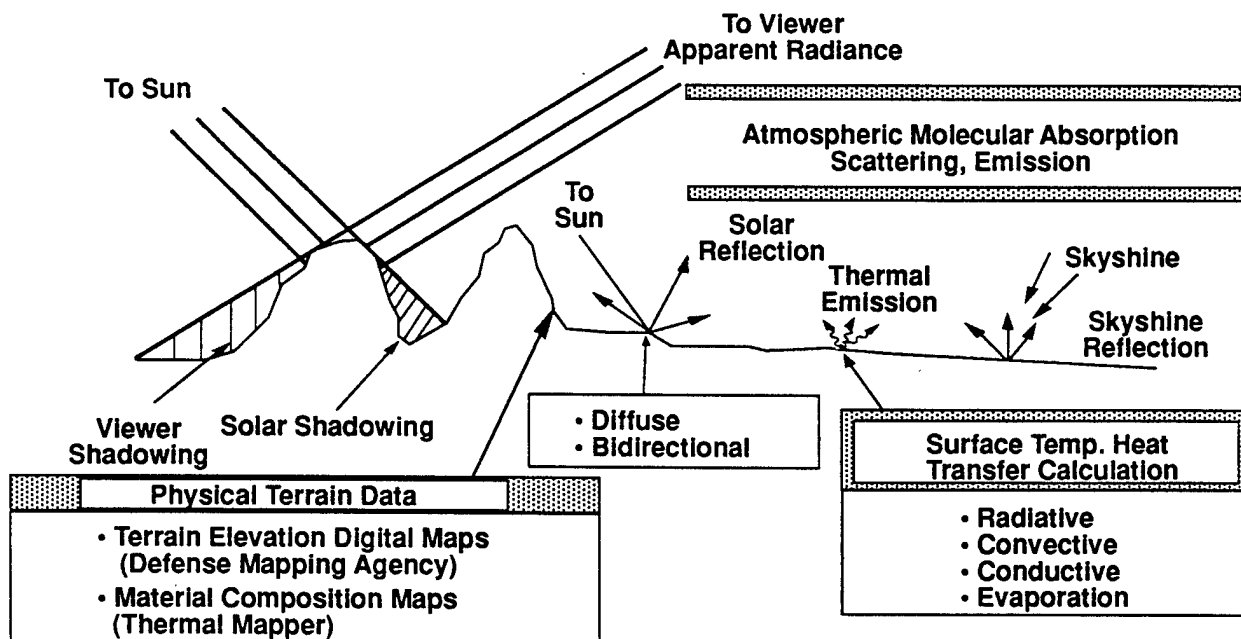 To Viewer
Apparent Radiance
To Sun
Atmospheric Molecular Absorption
Scattering, Emission
To
Sun
Solar
Reflection
Thermal
Emission
Skyshine
Skyshine
Reflection
Viewer
Shadowing
Solar Shadowing
• Diffuse
• Bidirectional
Surface Temp. Heat
Transfer Calculation
• Radiative
• Convective
• Conductive
• Evaporation
Physical Terrain Data
• Terrain Elevation Digital Maps
(Defense Mapping Agency)
• Material Composition Maps
(Thermal Mapper)